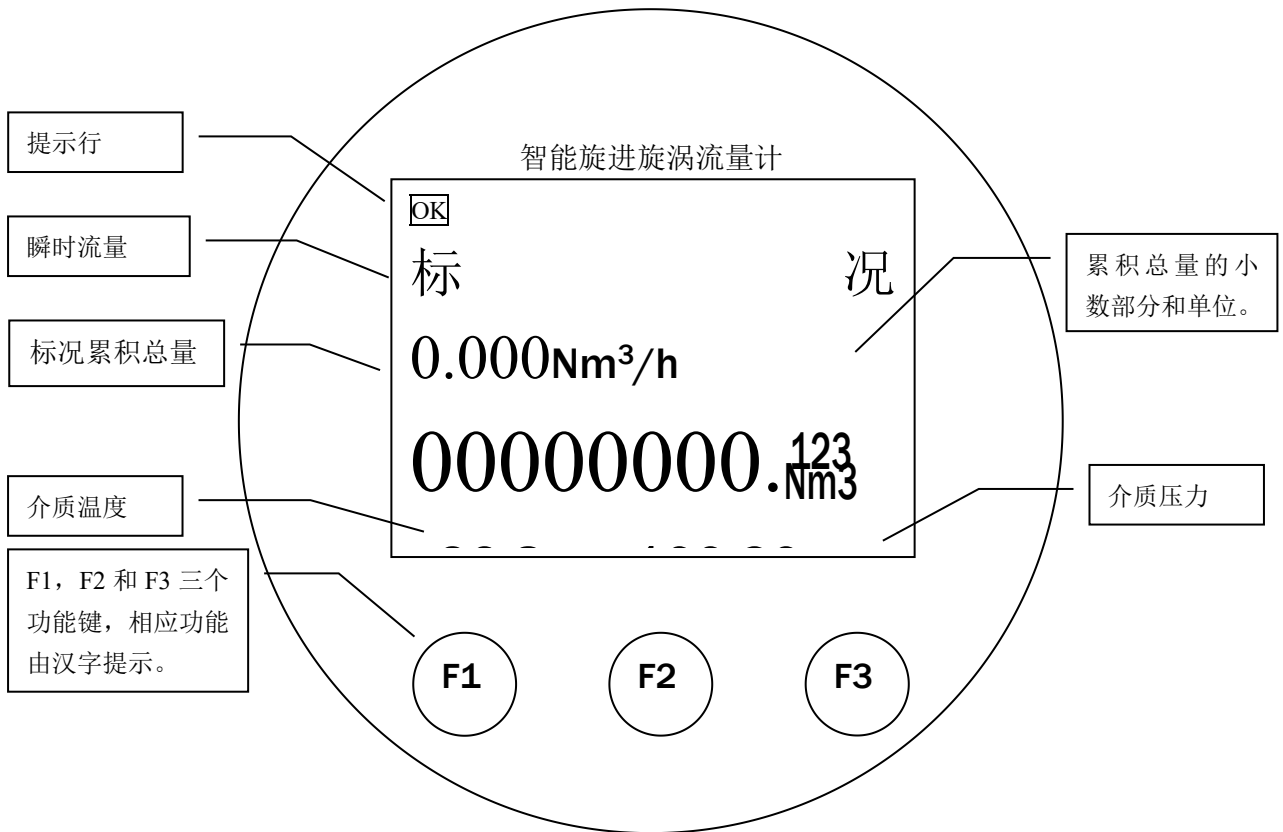 智能旋进旋涡流量计
提示行
OK
瞬时流量
标 况
累积总量的小
数部分和单位。
标况累积总量
0.000Nm³/h
00000000.123
Nm3
介质温度
介质压力
F1，F2 和 F3 三个
功能键，相应功能
由汉字提示。
F1 F2 F3